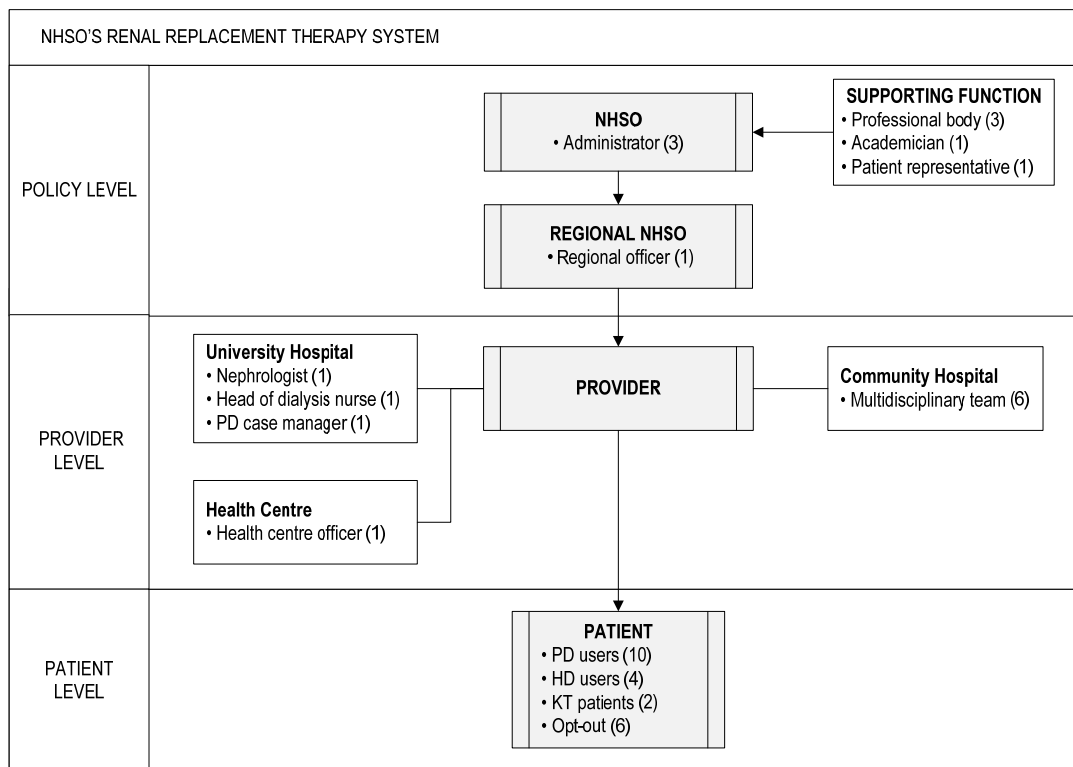 NHSO'S RENAL REPLACEMENT THERAPY SYSTEM
POLICY LEVEL
NHSO
• Administrator (3)
SUPPORTING FUNCTION
• Professional body (3)
• Academician (1)
• Patient representative (1)
REGIONAL NHSO
• Regional officer (1)
PROVIDER
LEVEL
University Hospital
• Nephrologist (1)
• Head of dialysis nurse (1)
• PD case manager (1)
PROVIDER
Community Hospital
• Multidisciplinary team (6)
Health Centre
• Health centre officer (1)
PATIENT
LEVEL
PATIENT
• PD users (10)
• HD users (4)
• KT patients (2)
• Opt-out (6)